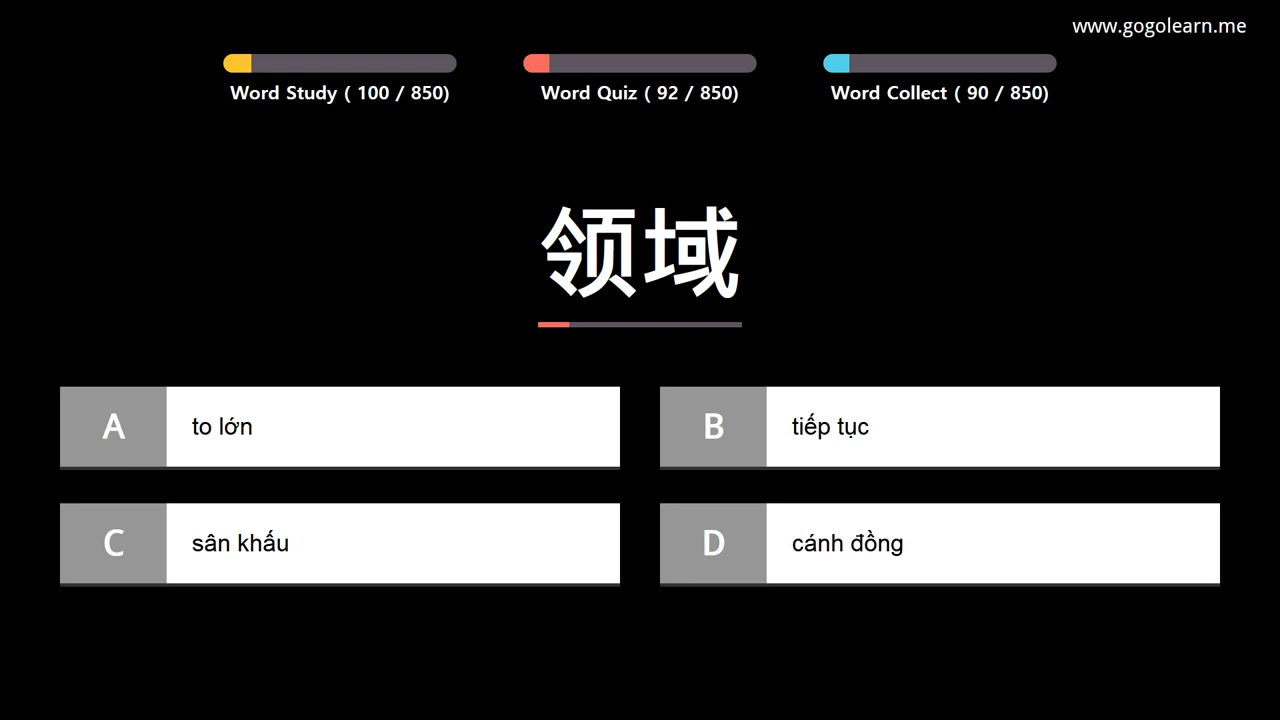 www.gogolearn.me
Word Study ( 100 / 850)
Word Quiz ( 92 / 850)
Word Collect ( 90 / 850)
领域
A to lớn
B tiếp tục
C sân khấu
D cánh đồng